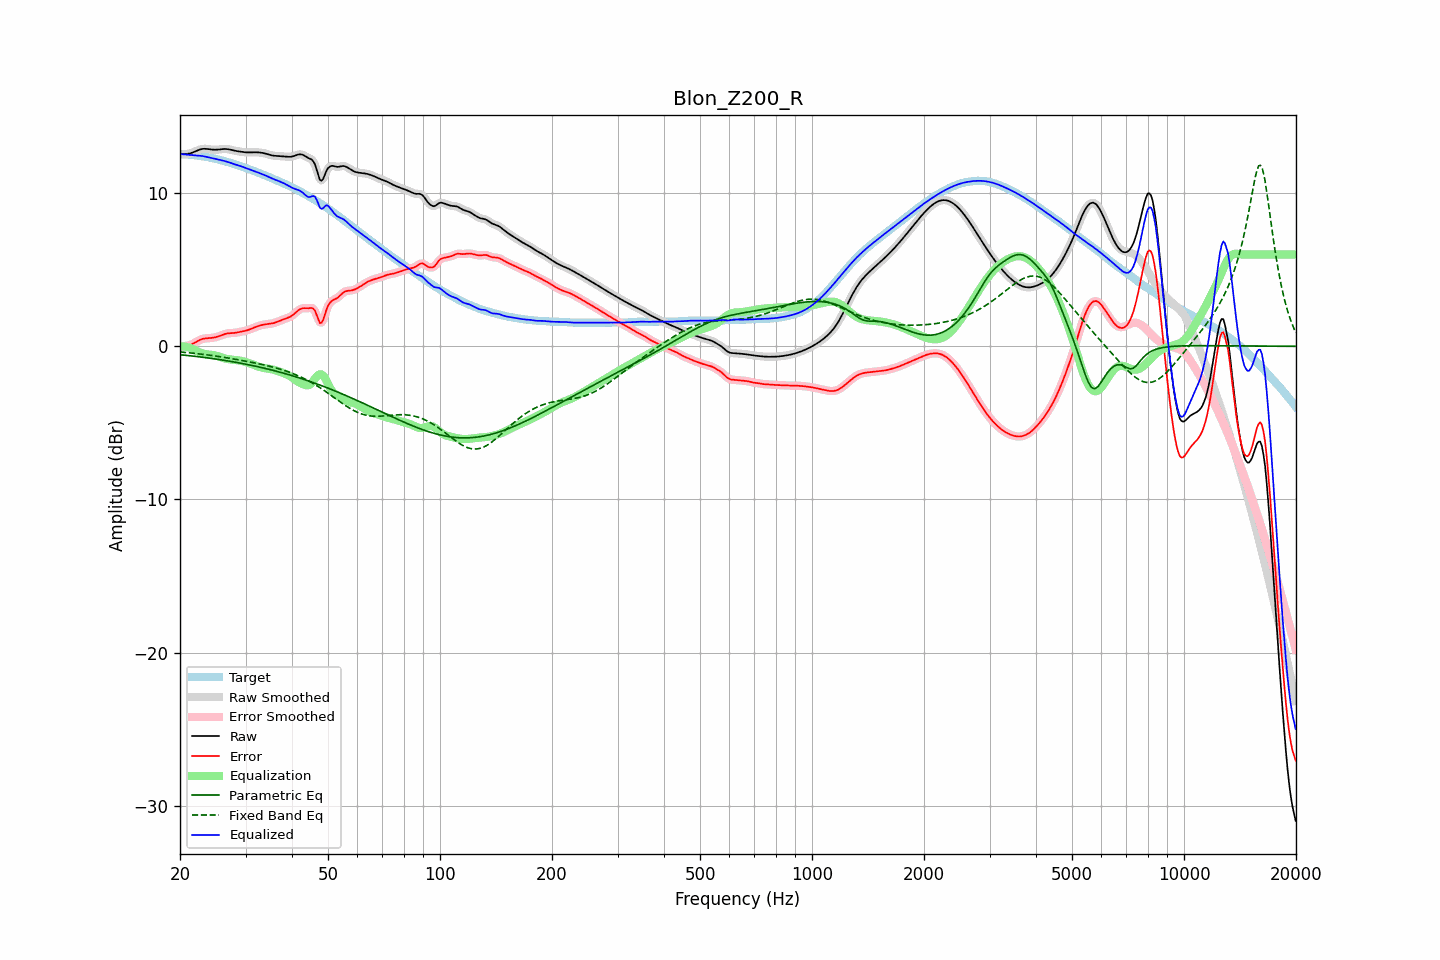 Blon_Z200_R
Amplitude (dBr)
10
0
−10
−20
−30
Target
Raw Smoothed
Error Smoothed
Raw
Error
Equalization
Parametric Eq
Fixed Band Eq
Equalized
20 50 100 200 500 1000 2000 5000 10000 20000
Frequency (Hz)